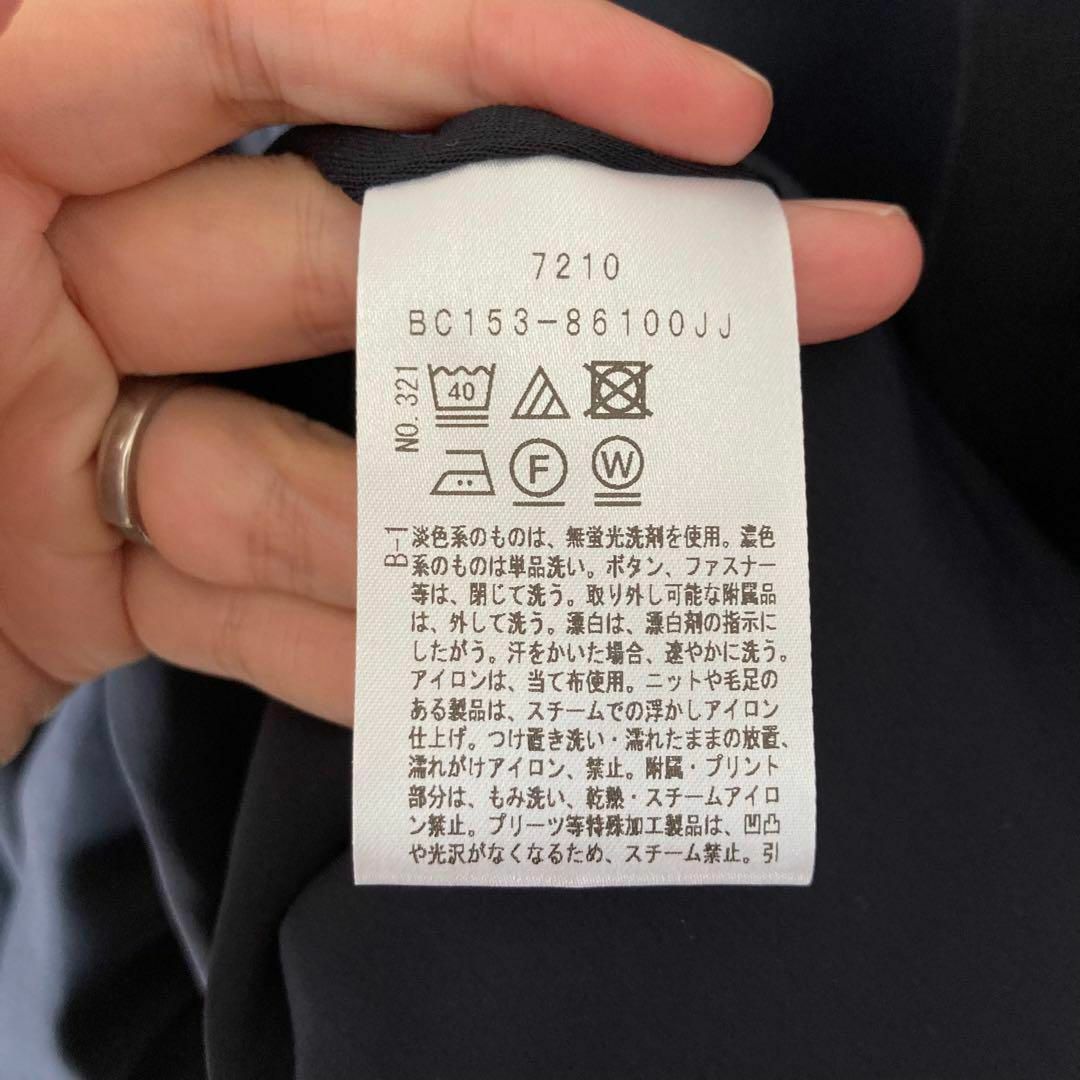 7210
BC153-86100JJ
NO.321
40
F
W
B-1
淡色系のものは、無蛍光洗剤を使用。濃色
系のものは単品洗い。ボタン、ファスナー
等は、閉じて洗う。取り外し可能な附属品
は、外して洗う。漂白は、漂白剤の指示に
したがう。汗をかいた場合、速やかに洗う。
アイロンは、当て布使用。ニットや毛足の
ある製品は、スチームでの浮かしアイロン
仕上げ。つけ置き洗い・濡れたままの放置、
濡れがけアイロン、禁止。附属・プリント
部分は、もみ洗い、乾熱・スチームアイロ
ン禁止。プリーツ等特殊加工製品は、凹凸
や光沢がなくなるため、スチーム禁止。引